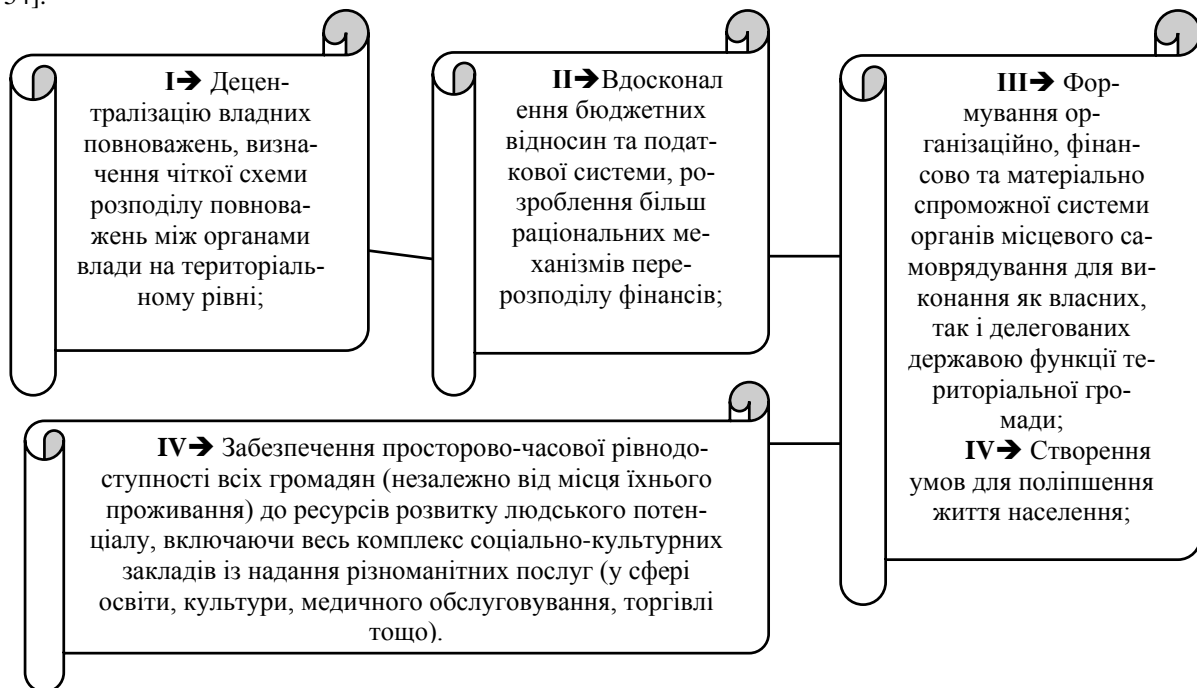 54].
I➔ Децен-
тралізацію владних
повноважень, визна-
чення чіткої схеми
розподілу повнова-
жень між органами
влади на територіаль-
ному рівні;
II➔Вдосконал
ення бюджетних
відносин та подат-
кової системи, ро-
зроблення більш
раціональних ме-
ханізмів пере-
розподілу фінансів;
III➔ Фор-
мування ор-
ганізаційно, фінан-
сово та матеріально
спроможної системи
органів місцевого са-
моврядування для ви-
конання як власних,
так і делегованих
державою функції те-
риторіальної гро-
мади;
IV➔ Створення
умов для поліпшення
життя населення;
IV➔ Забезпечення просторово-часової рівнодо-
ступності всіх громадян (незалежно від місця їхнього
проживання) до ресурсів розвитку людського потен-
ціалу, включаючи весь комплекс соціально-культурних
закладів із надання різноманітних послуг (у сфері
освіти, культури, медичного обслуговування, торгівлі
тощо).